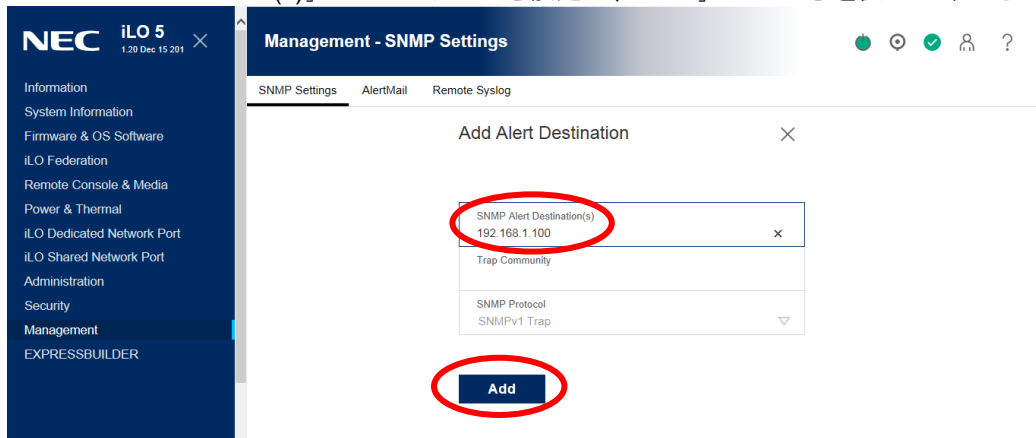 NEC iLO 5
1.20 Dec 15 201
Management - SNMP Settings
Information
System Information
Firmware & OS Software
iLO Federation
Remote Console & Media
Power & Thermal
iLO Dedicated Network Port
iLO Shared Network Port
Administration
Security
Management
EXPRESSBUILDER
SNMP Settings AlertMail Remote Syslog
Add Alert Destination
SNMP Alert Destination(s)
192.168.1.100
Trap Community
SNMP Protocol
SNMPv1 Trap
Add